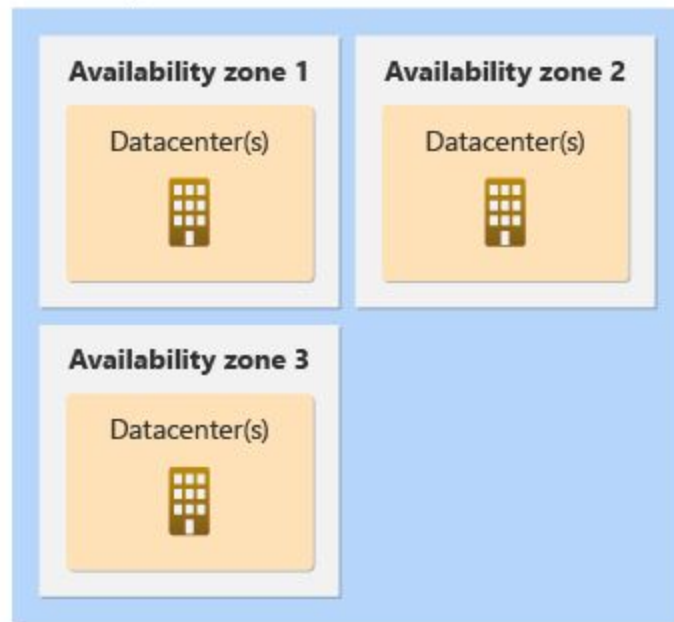 Availability zone 1
Datacenter(s)
Availability zone 2
Datacenter(s)
Availability zone 3
Datacenter(s)